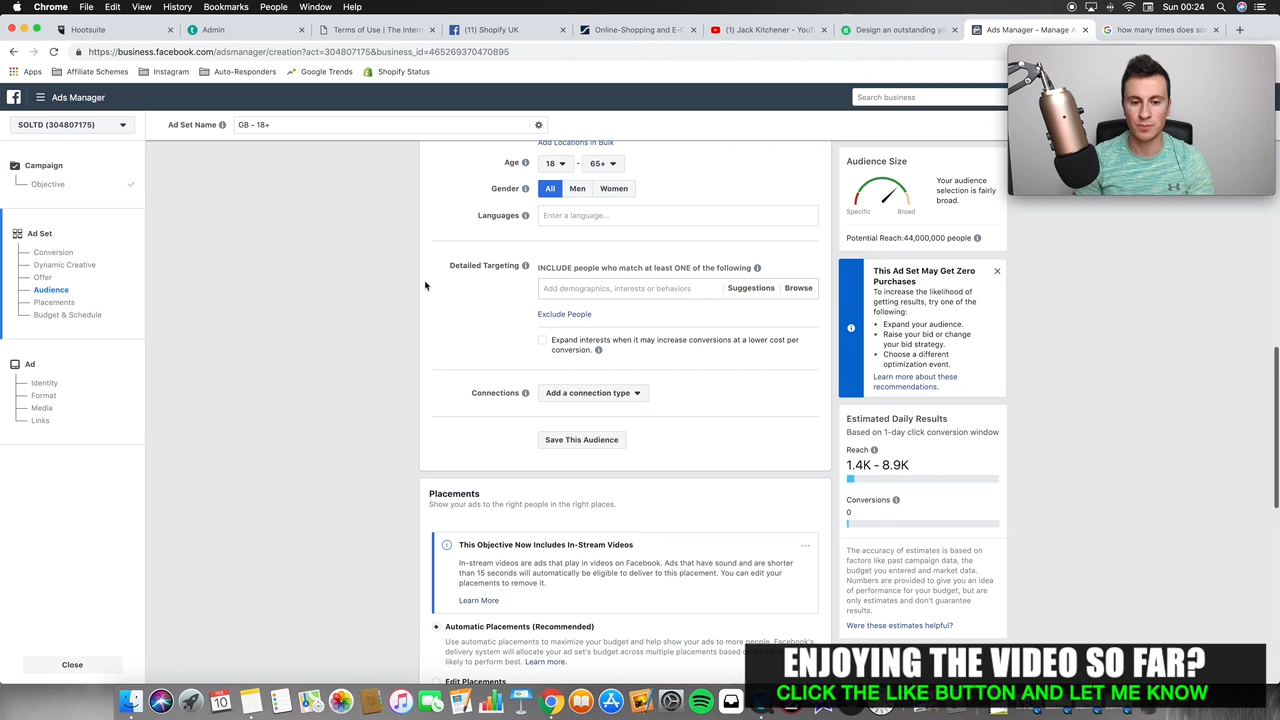 Chrome File Edit View History Bookmarks People Window Help
Sun 00:24
Hootsuite
Admin
Terms of Use | The Intern
(11) Shopify UK
Online-Shopping and E-C
(1) Jack Kitchener - YouT
Design an outstanding yo
Ads Manager - Manage A
how many times does so
https://business.facebook.com/adsmanager/creation?act=304807175&business_id=465269370470895
Apps Affiliate Schemes Instagram Auto-Responders Google Trends Shopify Status
Ads Manager
Search business
SOLTD (304807175)
Ad Set Name
GB - 18+
Campaign
Objective
Ad Set
Conversion
Dynamic Creative
Offer
Audience
Placements
Budget & Schedule
Ad
Identity
Format
Media
Links
Close
Add Locations in Bulk
Age 18 - 65+
Gender All Men Women
Languages Enter a language...
Detailed Targeting INCLUDE people who match at least ONE of the following
Add demographics, interests or behaviors Suggestions Browse
Exclude People
Expand interests when it may increase conversions at a lower cost per
conversion.
Connections Add a connection type
Save This Audience
Placements
Show your ads to the right people in the right places.
This Objective Now Includes In-Stream Videos
In-stream videos are ads that play in videos on Facebook. Ads that have sound and are shorter
than 15 seconds will automatically be eligible to deliver to this placement. You can edit your
placements to remove it.
Learn More
Automatic Placements (Recommended)
Use automatic placements to maximize your budget and help show your ads to more people. Facebook's
delivery system will allocate your ad set's budget across multiple placements based on where
likely to perform best. Learn more.
Edit Placements
Audience Size
Your audience
selection is fairly
broad.
Specific Broad
Potential Reach:44,000,000 people
This Ad Set May Get Zero
Purchases
To increase the likelihood of
getting results, try one of the
following:
• Expand your audience.
• Raise your bid or change
your bid strategy.
• Choose a different
optimization event.
Learn more about these
recommendations.
Estimated Daily Results
Based on 1-day click conversion window
Reach
1.4K - 8.9K
Conversions
0
The accuracy of estimates is based on
factors like past campaign data, the
budget you entered and market data.
Numbers are provided to give you an idea
of performance for your budget, but are
only estimates and don't guarantee
results.
Were these estimates helpful?
ENJOYING THE VIDEO SO FAR?
CLICK THE LIKE BUTTON AND LET ME KNOW